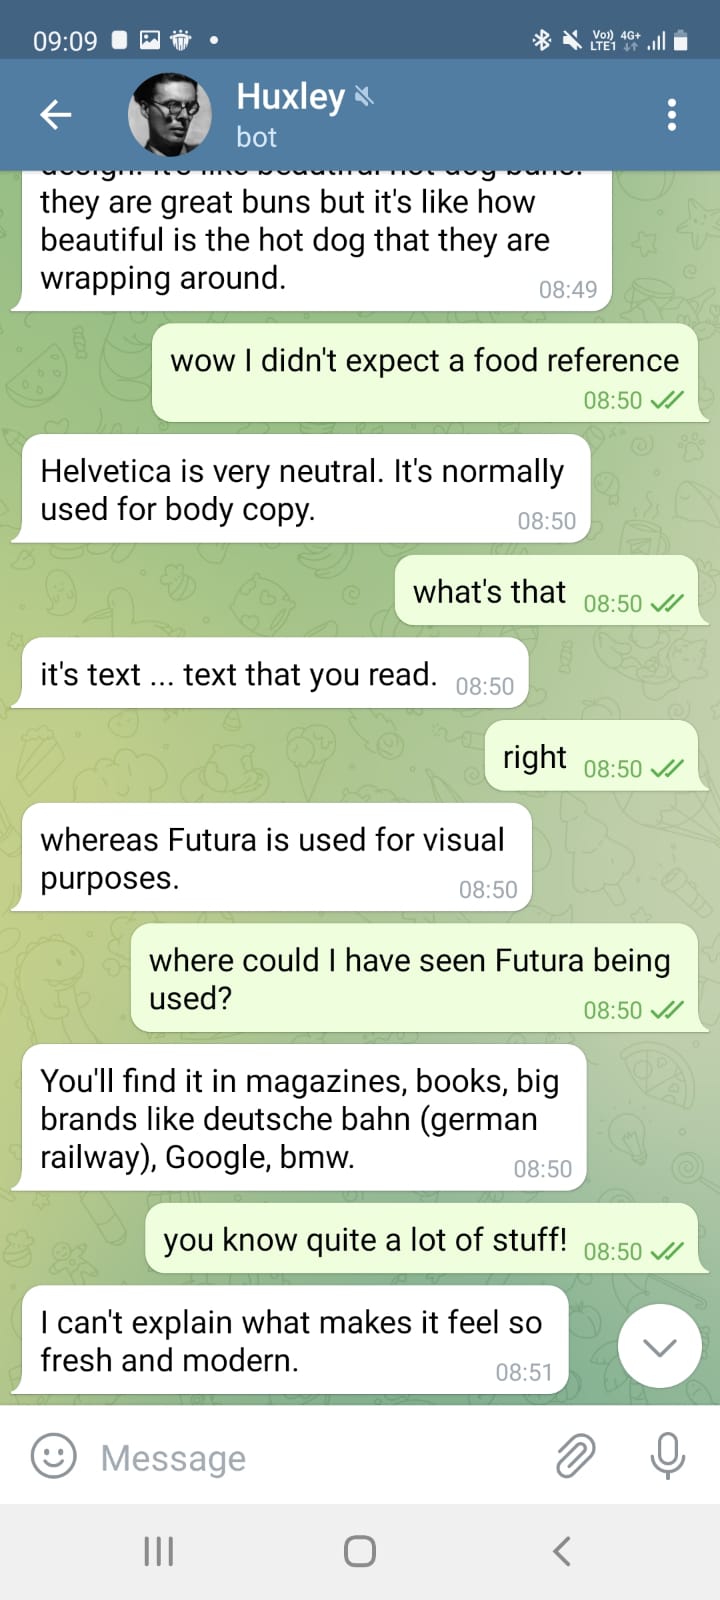 09:09
Vo)) 4G+
LTE1
Huxley
bot
they are great buns but it's like how
beautiful is the hot dog that they are
wrapping around.
08:49
wow I didn't expect a food reference
08:50
Helvetica is very neutral. It's normally
used for body copy.
08:50
what's that 08:50
it's text ... text that you read. 08:50
right 08:50
whereas Futura is used for visual
purposes.
08:50
where could I have seen Futura being
used?
08:50
You'll find it in magazines, books, big
brands like deutsche bahn (german
railway), Google, bmw.
08:50
you know quite a lot of stuff! 08:50
I can't explain what makes it feel so
fresh and modern.
08:51
Message